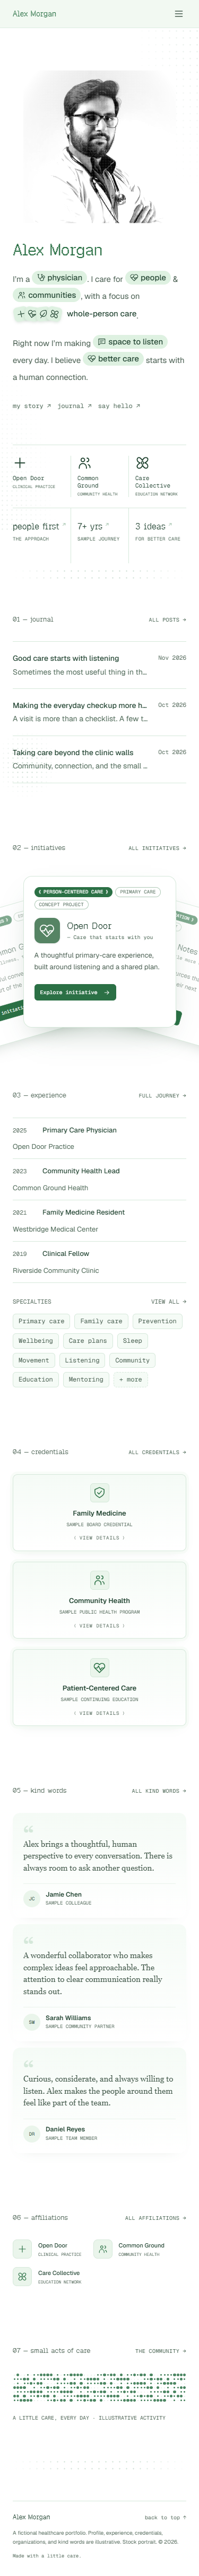 Alex Morgan
Alex Morgan
I'm a physician. I care for people &
communities, with a focus on
whole-person care.
Right now I'm making space to listen
every day. I believe better care starts with
a human connection.
my story ↗ journal ↗ say hello ↗
Open Door
CLINICAL PRACTICE
Common
Ground
COMMUNITY HEALTH
Care
Collective
EDUCATION NETWORK
people first ↗
THE APPROACH
7+ yrs ↗
SAMPLE JOURNEY
3 ideas ↗
FOR BETTER CARE
01 — journal ALL POSTS →
Good care starts with listening Nov 2026
Sometimes the most useful thing in th...
Making the everyday checkup more h... Oct 2026
A visit is more than a checklist. A few t...
Taking care beyond the clinic walls Oct 2026
Community, connection, and the small ...
02 — initiatives ALL INITIATIVES →
( PERSON-CENTERED CARE ) PRIMARY CARE
CONCEPT PROJECT
Open Door
— Care that starts with you
A thoughtful primary-care experience,
built around listening and a shared plan.
Explore initiative →
03 — experience FULL JOURNEY →
2025 Primary Care Physician
Open Door Practice
2023 Community Health Lead
Common Ground Health
2021 Family Medicine Resident
Westbridge Medical Center
2019 Clinical Fellow
Riverside Community Clinic
SPECIALTIES VIEW ALL →
Primary care Family care Prevention
Wellbeing Care plans Sleep
Movement Listening Community
Education Mentoring + more
04 — credentials ALL CREDENTIALS →
Family Medicine
SAMPLE BOARD CREDENTIAL
( VIEW DETAILS )
Community Health
SAMPLE PUBLIC HEALTH PROGRAM
( VIEW DETAILS )
Patient-Centered Care
SAMPLE CONTINUING EDUCATION
( VIEW DETAILS )
05 — kind words ALL KIND WORDS →
“
Alex brings a thoughtful, human
perspective to every conversation. There is
always room to ask another question.
JC Jamie Chen
SAMPLE COLLEAGUE
“
A wonderful collaborator who makes
complex ideas feel approachable. The
attention to clear communication really
stands out.
SW Sarah Williams
SAMPLE COMMUNITY PARTNER
“
Curious, considerate, and always willing to
listen. Alex makes the people around them
feel like part of the team.
DR Daniel Reyes
SAMPLE TEAM MEMBER
06 — affiliations ALL AFFILIATIONS →
Open Door
CLINICAL PRACTICE
Common Ground
COMMUNITY HEALTH
Care Collective
EDUCATION NETWORK
07 — small acts of care THE COMMUNITY →
A LITTLE CARE, EVERY DAY · ILLUSTRATIVE ACTIVITY
Alex Morgan back to top ↑
A fictional healthcare portfolio. Profile, experience, credentials,
organizations, and kind words are illustrative. Stock portrait. © 2026.
Made with a little care.